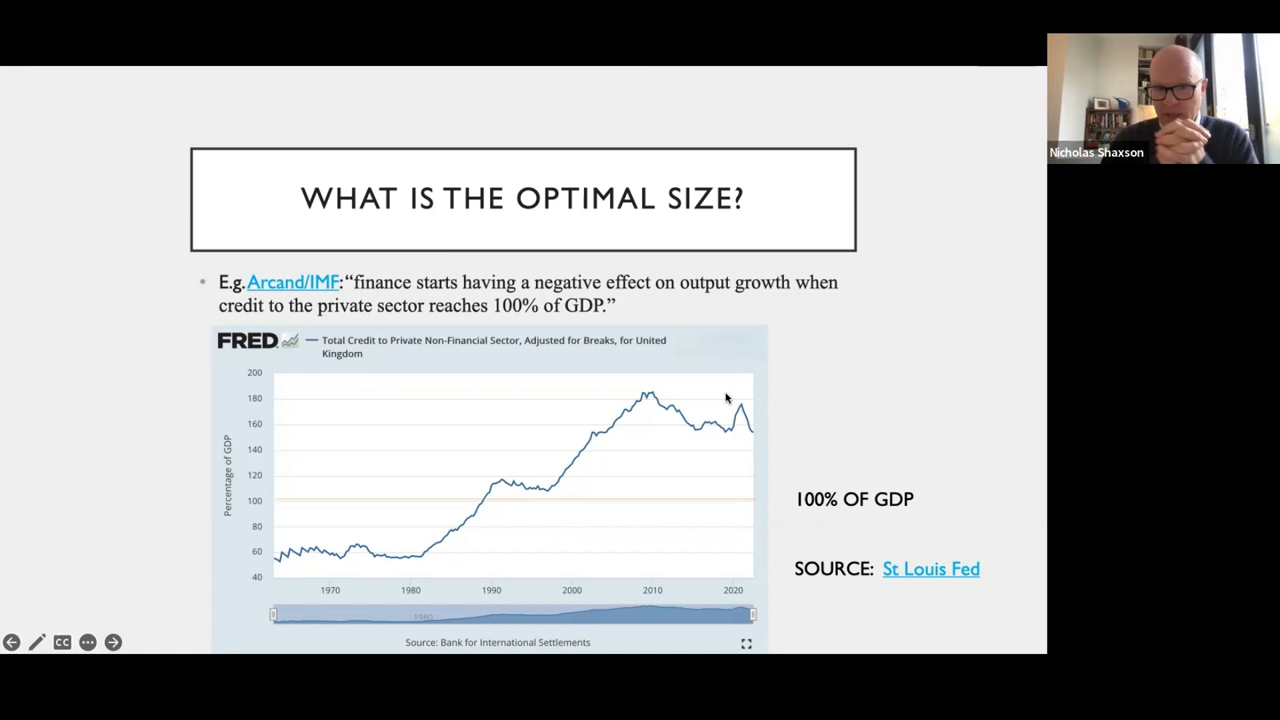 WHAT IS THE OPTIMAL SIZE?
Nicholas Shaxson
• E.g. Arcand/IMF: “finance starts having a negative effect on output growth when
credit to the private sector reaches 100% of GDP.”
FRED
Total Credit to Private Non-Financial Sector, Adjusted for Breaks, for United
Kingdom
Percentage of GDP
200
180
160
140
120
100
80
60
40
1970 1980 1990 2000 2010 2020
1980
Source: Bank for International Settlements
100% OF GDP
SOURCE: St Louis Fed
CC